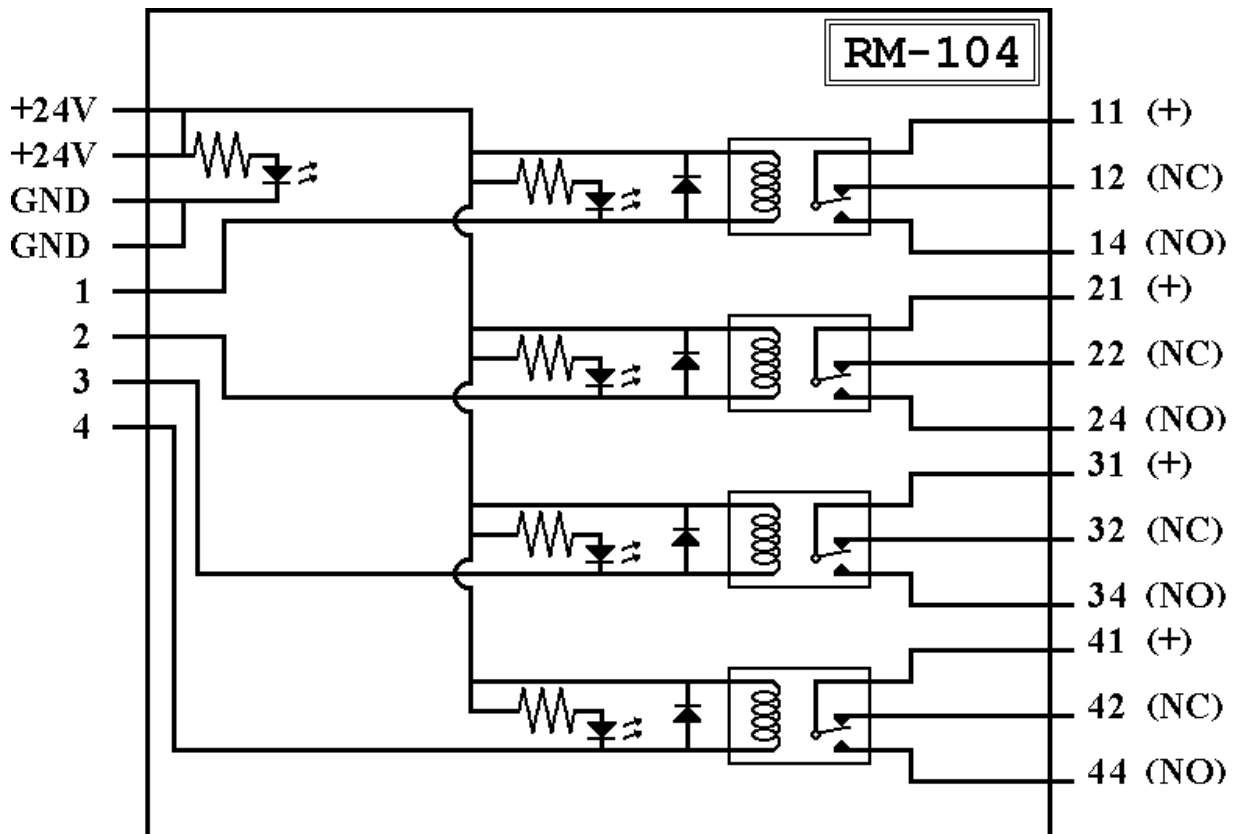 RM-104
+24V
+24V
GND
GND
1
2
3
4
11 (+)
12 (NC)
14 (NO)
21 (+)
22 (NC)
24 (NO)
31 (+)
32 (NC)
34 (NO)
41 (+)
42 (NC)
44 (NO)